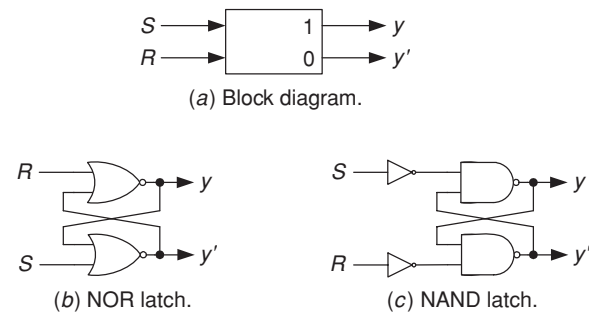 S 1 y
R 0 y'
(a) Block diagram.
R y
S y'
(b) NOR latch.
S y
R y'
(c) NAND latch.